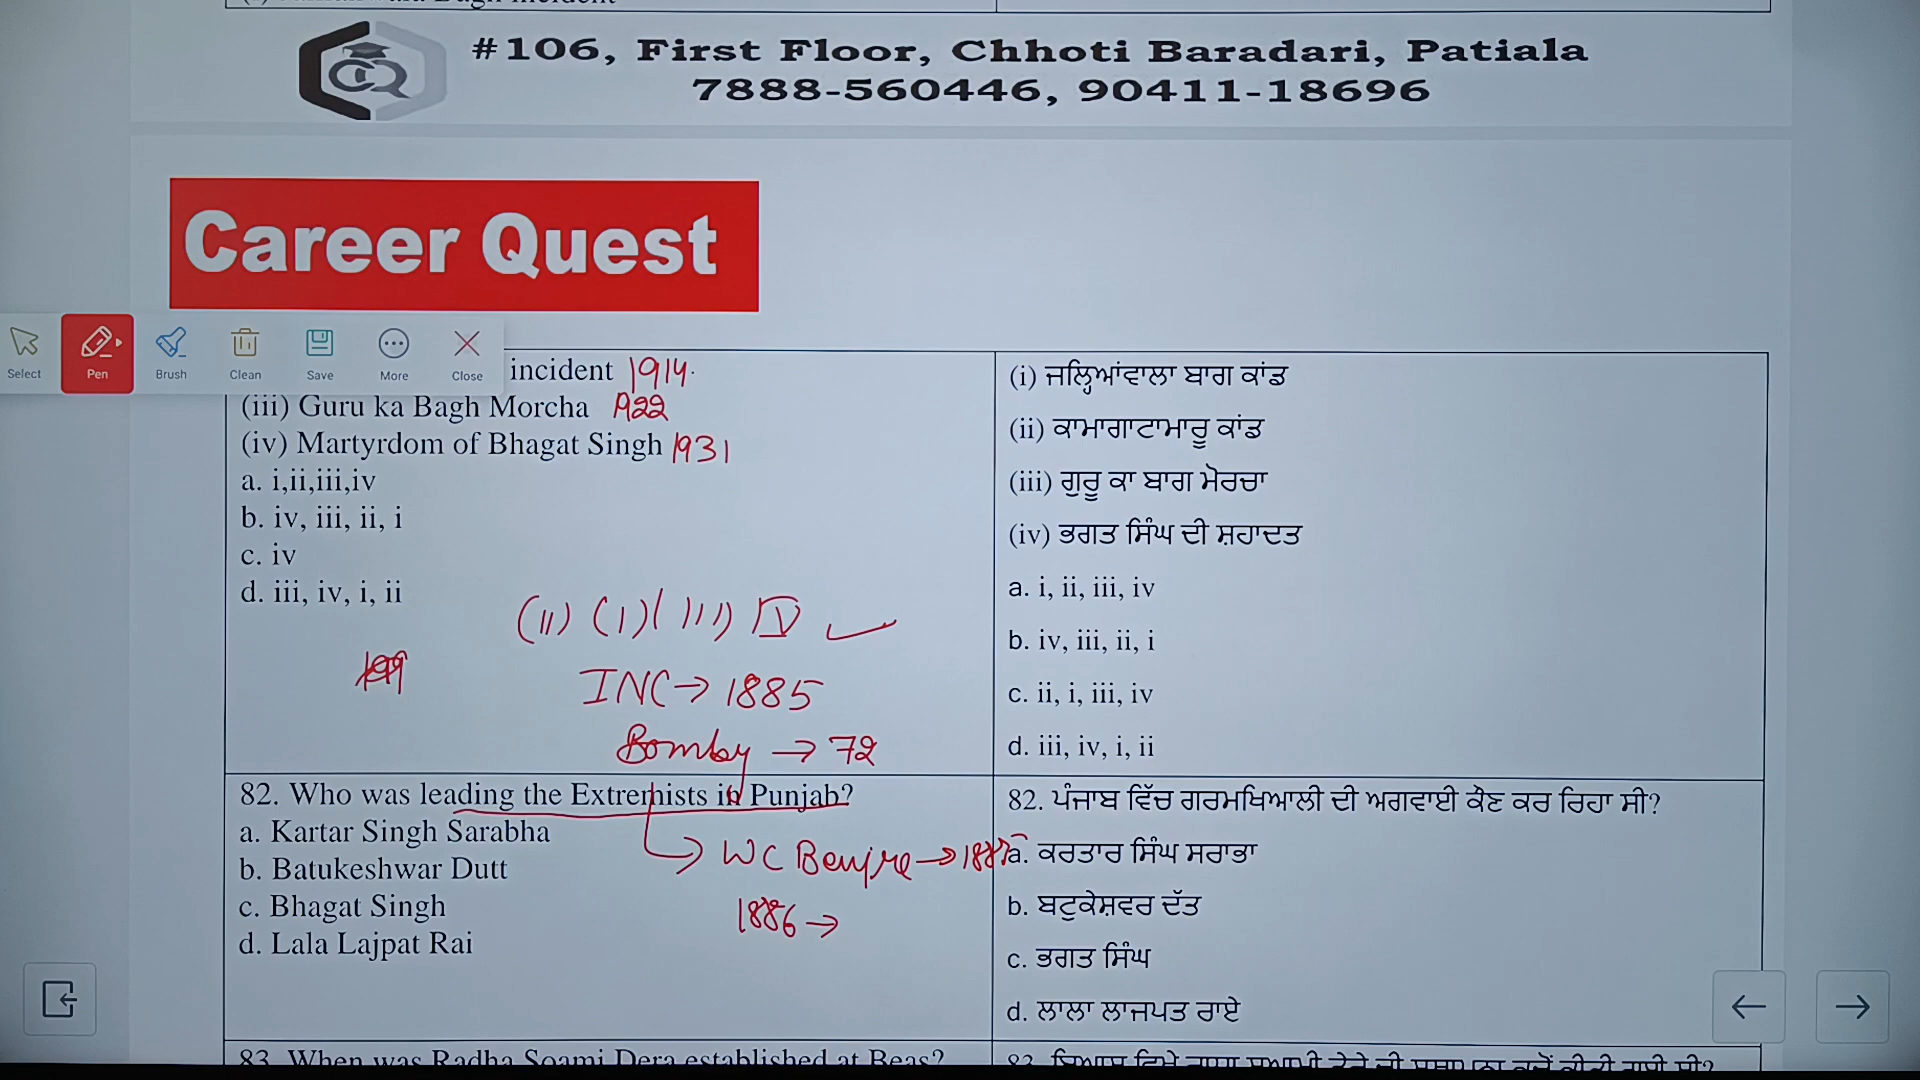 #106, First Floor, Chhoti Baradari, Patiala
7888-560446, 90411-18696
Career Quest
Select
Pen
Brush
Clean
Save
More
Close
incident 1914.
(iii) Guru ka Bagh Morcha 1922
(iv) Martyrdom of Bhagat Singh 1931
a. i,ii,iii,iv
b. iv, iii, ii, i
c. iv
d. iii, iv, i, ii
(ii) (i) (iii) IV
INC → 1885
Bomby → 72
(i) ਜਲ੍ਹਿਆਂਵਾਲਾ ਬਾਗ ਕਾਂਡ
(ii) ਕਾਮਾਗਾਟਾਮਾਰੂ ਕਾਂਡ
(iii) ਗੁਰੂ ਕਾ ਬਾਗ ਮੋਰਚਾ
(iv) ਭਗਤ ਸਿੰਘ ਦੀ ਸ਼ਹਾਦਤ
a. i, ii, iii, iv
b. iv, iii, ii, i
c. ii, i, iii, iv
d. iii, iv, i, ii
82. Who was leading the Extremists in Punjab?
a. Kartar Singh Sarabha
b. Batukeshwar Dutt
c. Bhagat Singh
d. Lala Lajpat Rai
→ WC →
1886 →
82. ਪੰਜਾਬ ਵਿੱਚ ਗਰਮਖਿਆਲੀ ਦੀ ਅਗਵਾਈ ਕੌਣ ਕਰ ਰਿਹਾ ਸੀ?
a. ਕਰਤਾਰ ਸਿੰਘ ਸਰਾਭਾ
b. ਬਟੁਕੇਸ਼ਵਰ ਦੱਤ
c. ਭਗਤ ਸਿੰਘ
d. ਲਾਲਾ ਲਾਜਪਤ ਰਾਏ
83. When was Radha Soami Dera established at Beas?